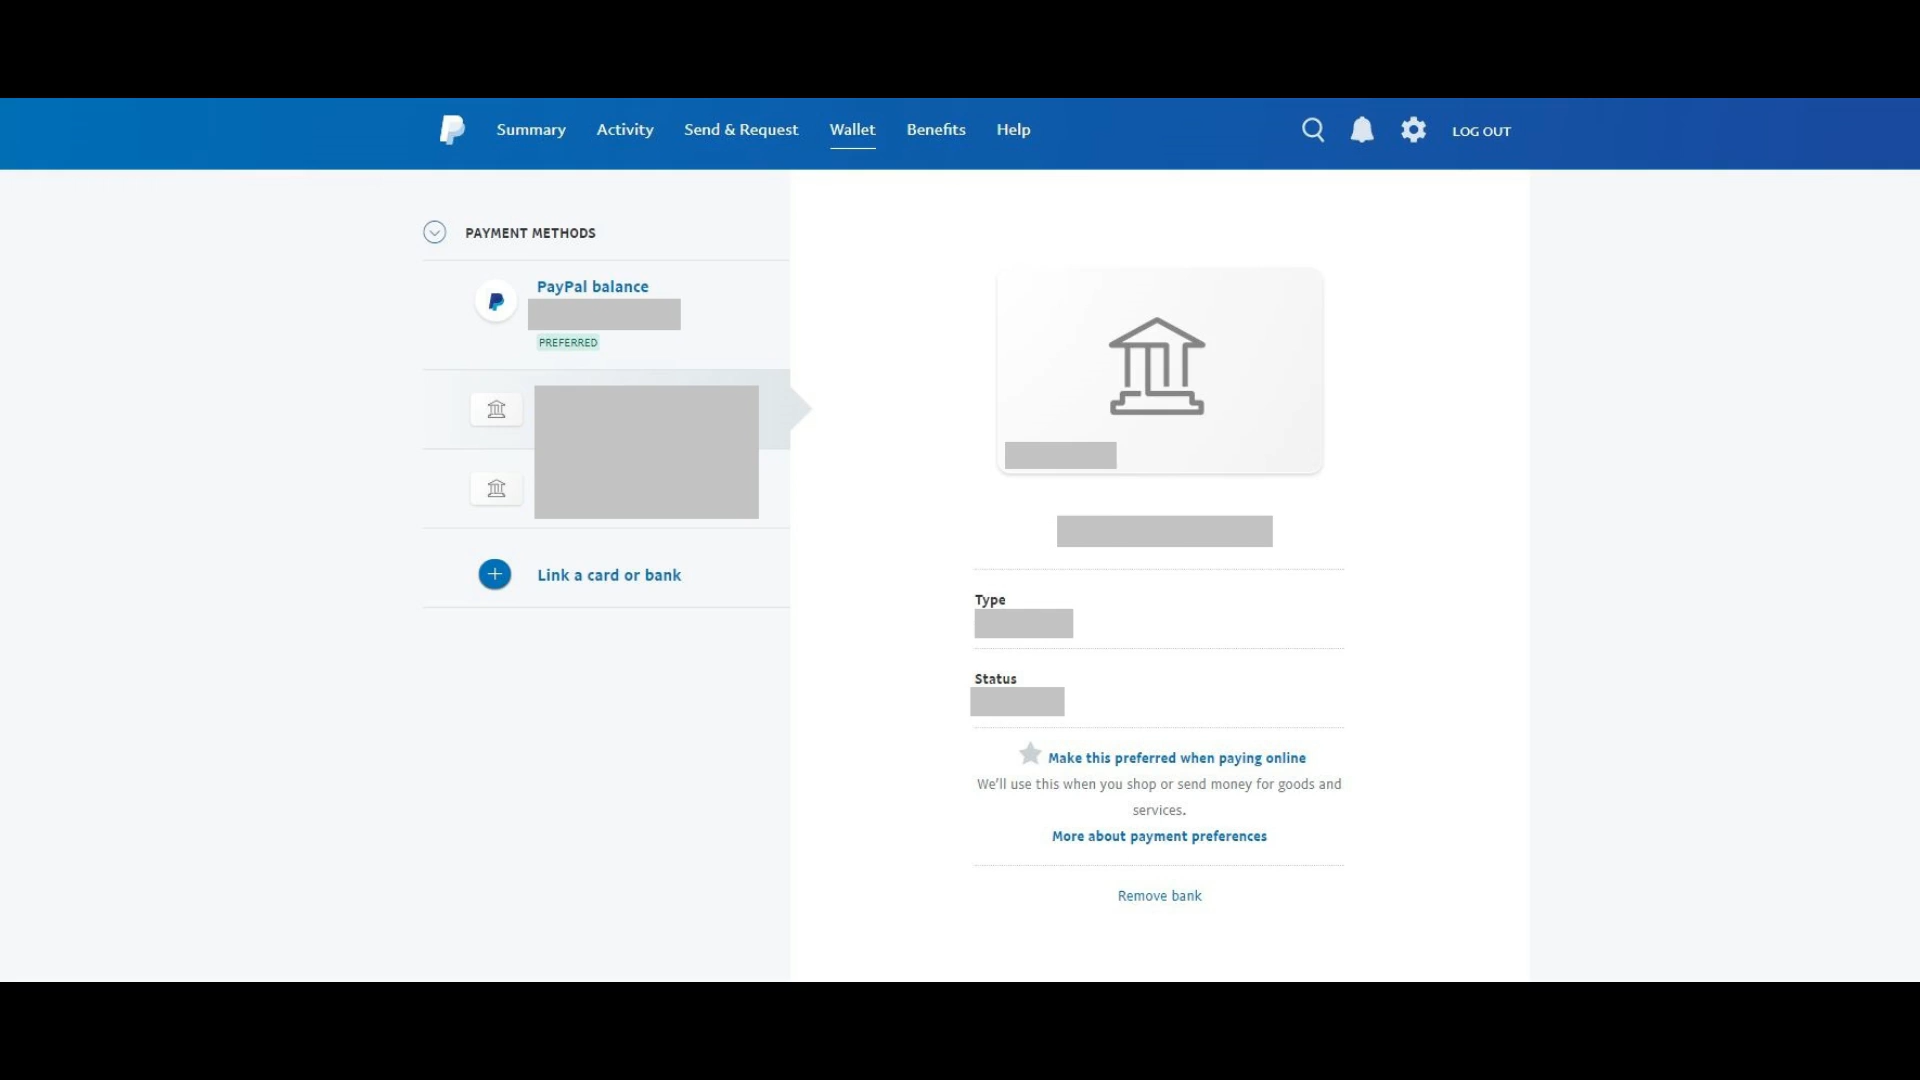 Summary
Activity
Send & Request
Wallet
Benefits
Help
LOG OUT
PAYMENT METHODS
PayPal balance
PREFERRED
Link a card or bank
Type
Status
Make this preferred when paying online
We'll use this when you shop or send money for goods and
services.
More about payment preferences
Remove bank